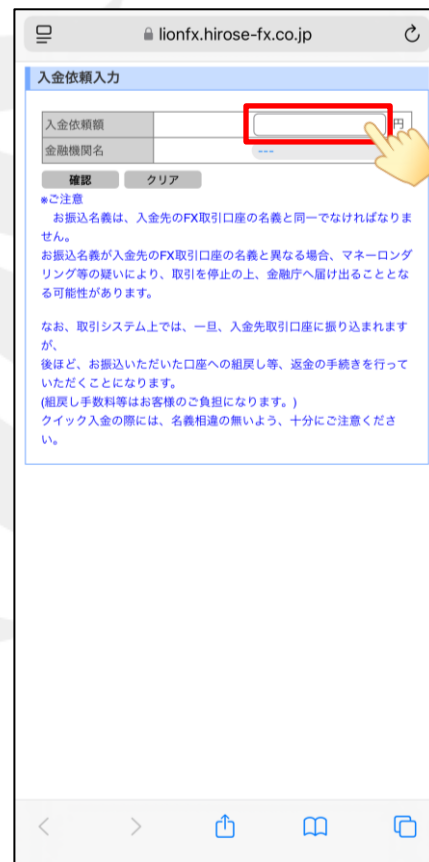 lionfx.hirose-fx.co.jp
入金依頼入力
入金依頼額 円
金融機関名 ---
確認 クリア
※ご注意
お振込名義は、入金先のFX取引口座の名義と同一でなければなりま
せん。
お振込名義が入金先のFX取引口座の名義と異なる場合、マネーロンダ
リング等の疑いにより、取引を停止の上、金融庁へ届け出ることとな
る可能性があります。
なお、取引システム上では、一旦、入金先取引口座に振り込まれます
が、
後ほど、お振込いただいた口座への組戻し等、返金の手続きを行って
いただくことになります。
(組戻し手数料等はお客様のご負担になります。)
クイック入金の際には、名義相違の無いよう、十分にご注意くださ
い。